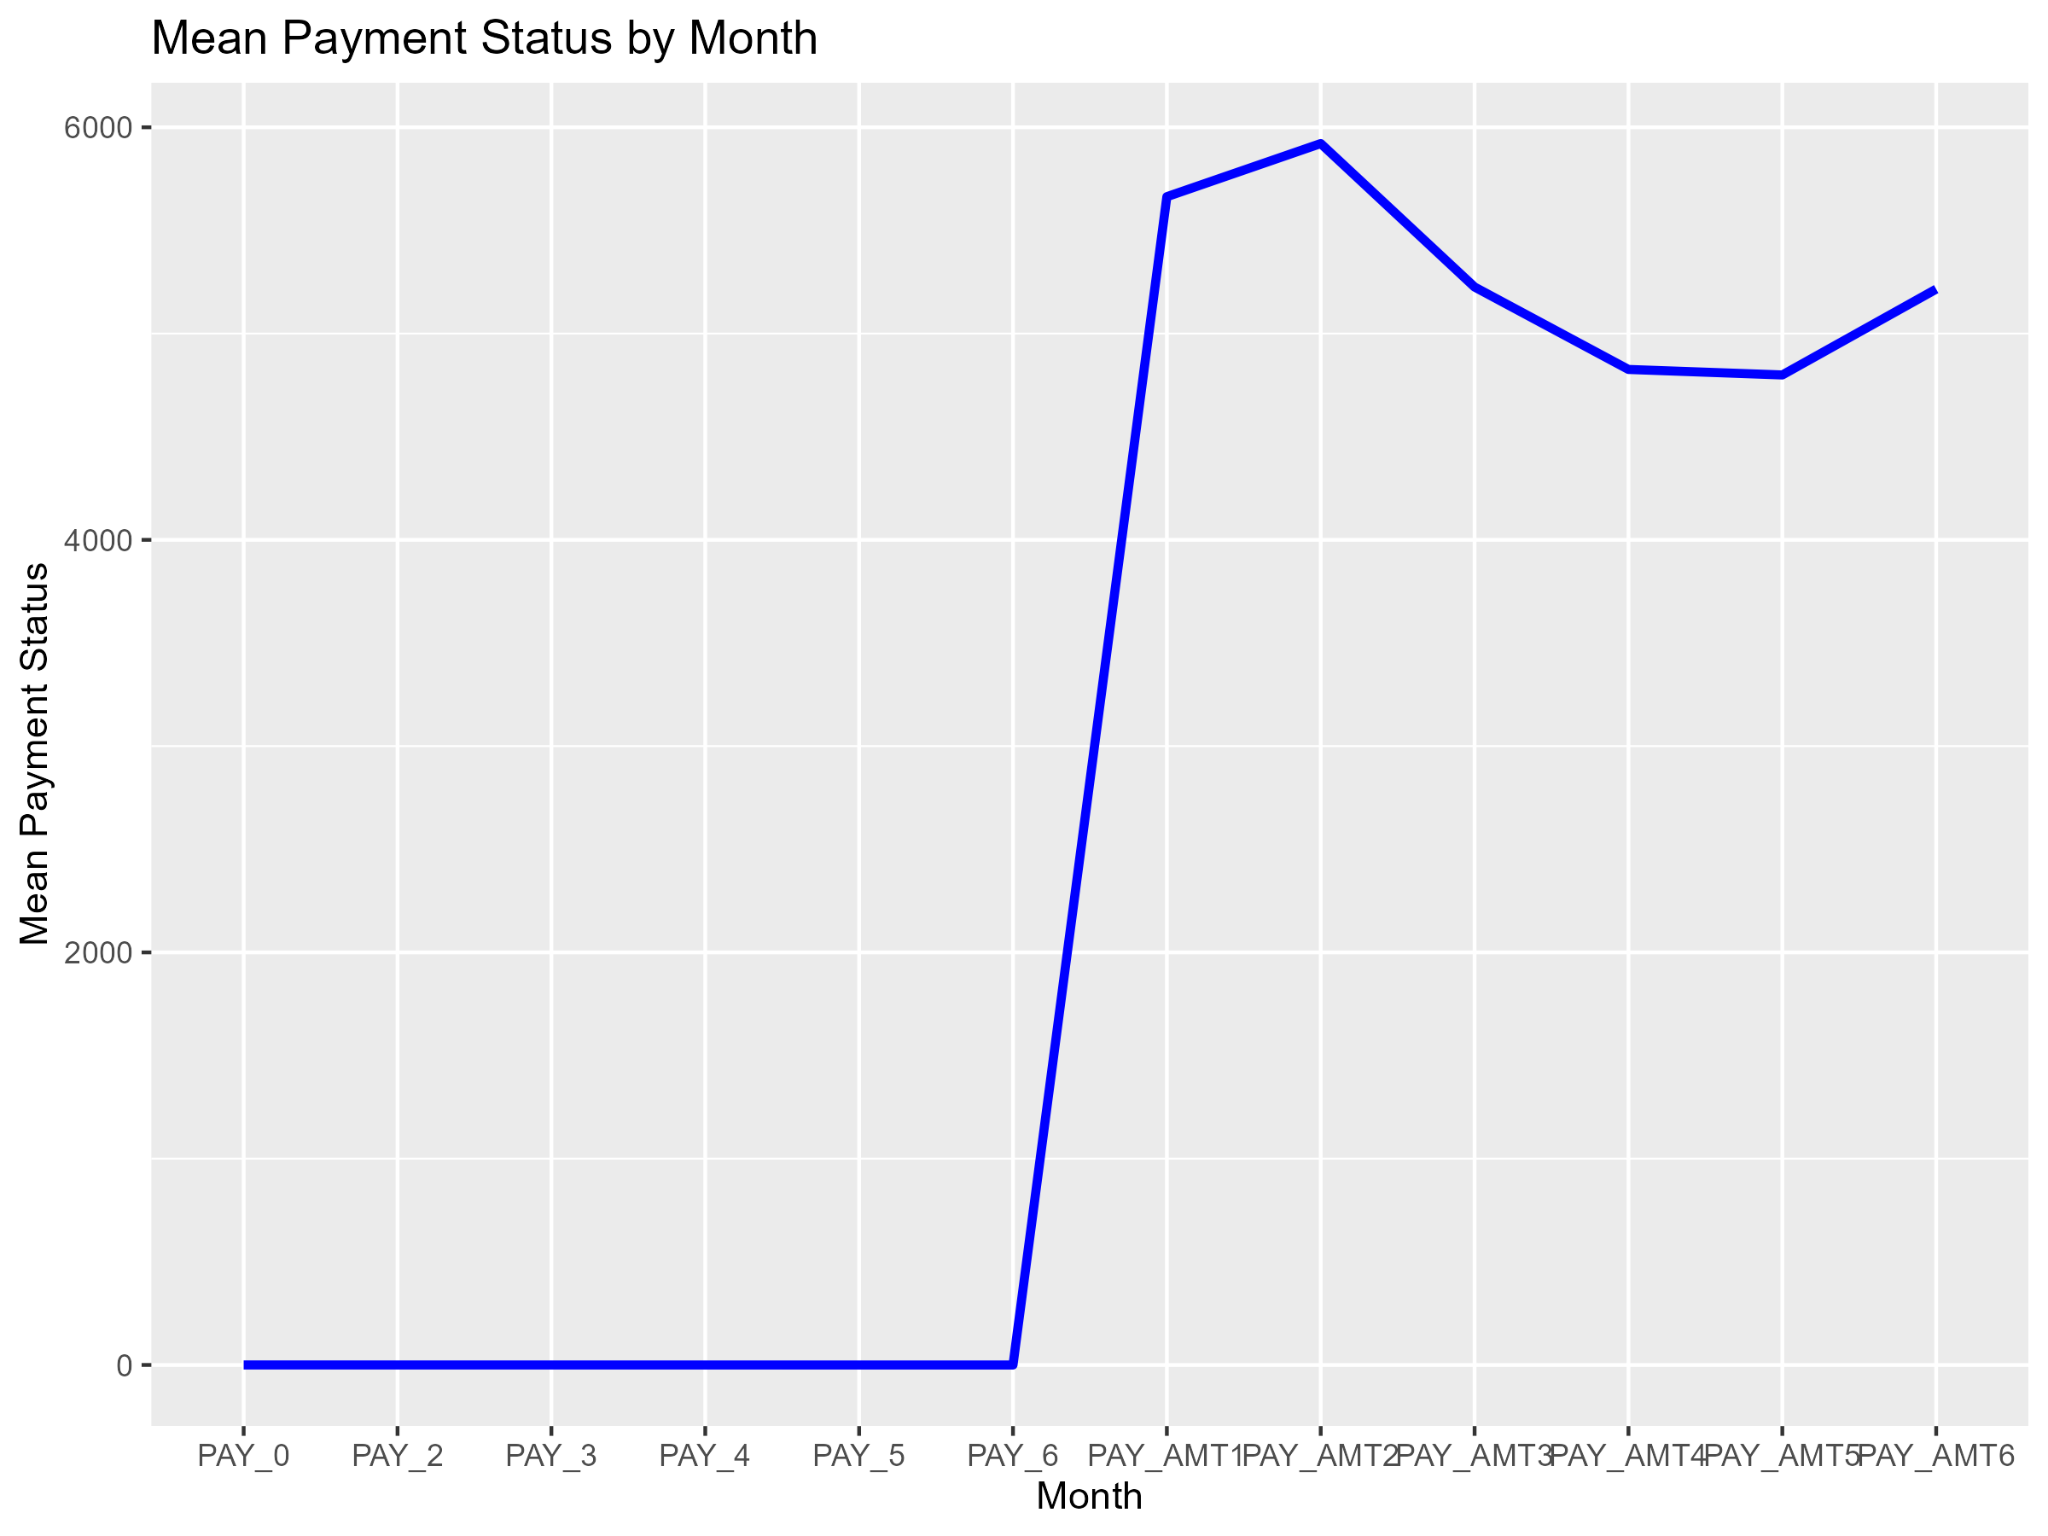 Mean Payment Status by Month
Mean Payment Status
6000
4000
2000
0
PAY_0 PAY_2 PAY_3 PAY_4 PAY_5 PAY_6 PAY_AMT1 PAY_AMT2 PAY_AMT3 PAY_AMT4 PAY_AMT5 PAY_AMT6
Month